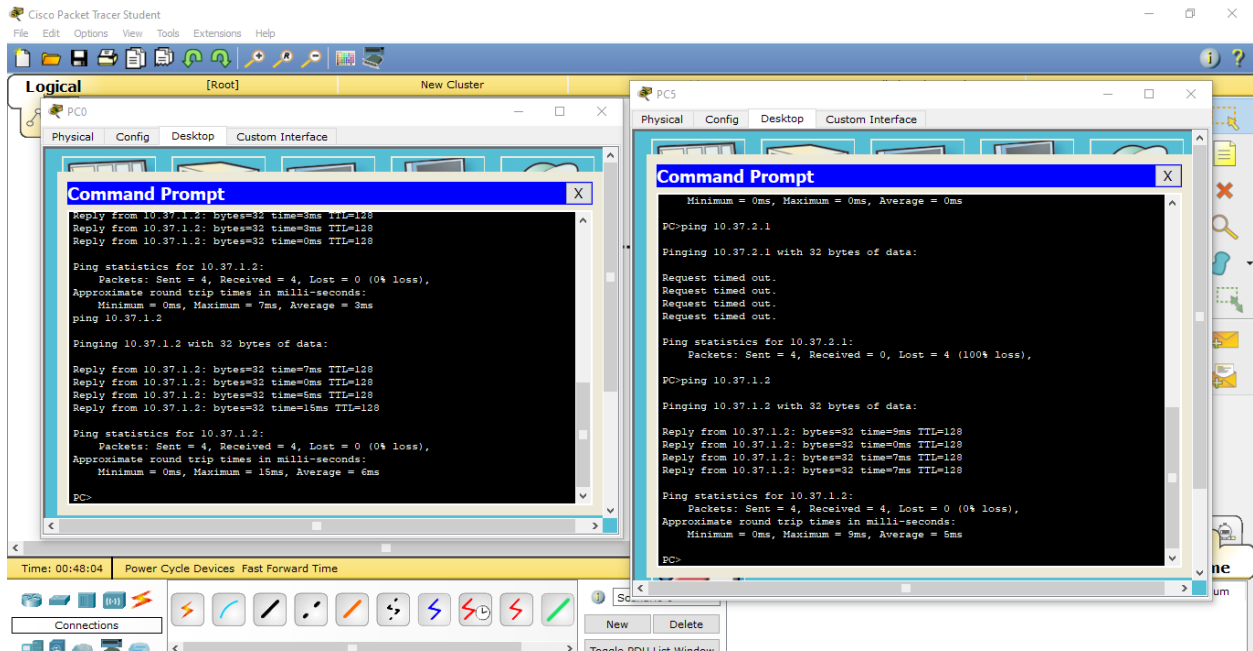 Cisco Packet Tracer Student
File Edit Options View Tools Extensions Help
Logical [Root] New Cluster
PC0
Physical Config Desktop Custom Interface
Command Prompt X
Reply from 10.37.1.2: bytes=32 time=3ms TTL=128
Reply from 10.37.1.2: bytes=32 time=3ms TTL=128
Reply from 10.37.1.2: bytes=32 time=0ms TTL=128
Ping statistics for 10.37.1.2:
Packets: Sent = 4, Received = 4, Lost = 0 (0% loss),
Approximate round trip times in milli-seconds:
Minimum = 0ms, Maximum = 7ms, Average = 3ms
ping 10.37.1.2
Pinging 10.37.1.2 with 32 bytes of data:
Reply from 10.37.1.2: bytes=32 time=7ms TTL=128
Reply from 10.37.1.2: bytes=32 time=0ms TTL=128
Reply from 10.37.1.2: bytes=32 time=5ms TTL=128
Reply from 10.37.1.2: bytes=32 time=15ms TTL=128
Ping statistics for 10.37.1.2:
Packets: Sent = 4, Received = 4, Lost = 0 (0% loss),
Approximate round trip times in milli-seconds:
Minimum = 0ms, Maximum = 15ms, Average = 6ms
PC>
PC5
Physical Config Desktop Custom Interface
Command Prompt X
Minimum = 0ms, Maximum = 0ms, Average = 0ms
PC>ping 10.37.2.1
Pinging 10.37.2.1 with 32 bytes of data:
Request timed out.
Request timed out.
Request timed out.
Request timed out.
Ping statistics for 10.37.2.1:
Packets: Sent = 4, Received = 0, Lost = 4 (100% loss),
PC>ping 10.37.1.2
Pinging 10.37.1.2 with 32 bytes of data:
Reply from 10.37.1.2: bytes=32 time=9ms TTL=128
Reply from 10.37.1.2: bytes=32 time=0ms TTL=128
Reply from 10.37.1.2: bytes=32 time=7ms TTL=128
Reply from 10.37.1.2: bytes=32 time=7ms TTL=128
Ping statistics for 10.37.1.2:
Packets: Sent = 4, Received = 4, Lost = 0 (0% loss),
Approximate round trip times in milli-seconds:
Minimum = 0ms, Maximum = 9ms, Average = 5ms
PC>
Time: 00:48:04 Power Cycle Devices Fast Forward Time
Connections
New Delete
Toggle PDU List Window